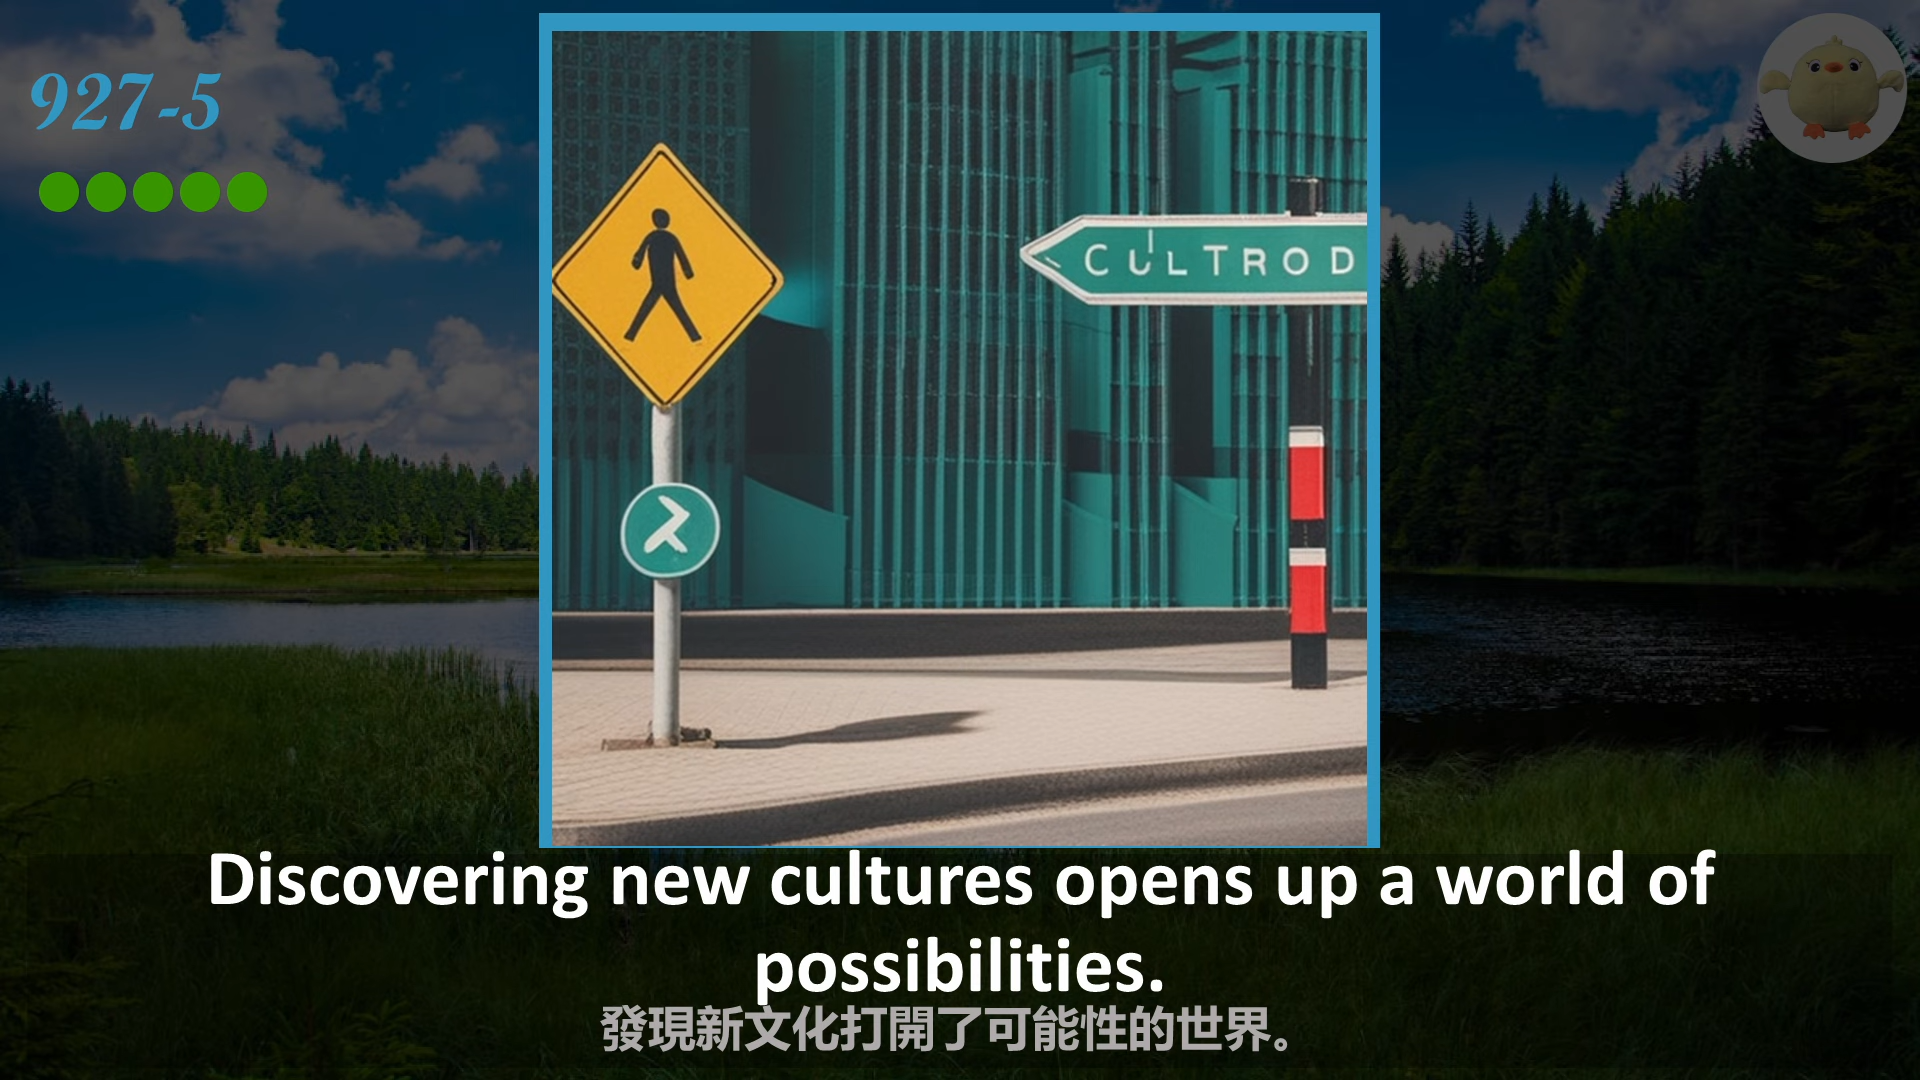 927-5
CULTROD
Discovering new cultures opens up a world of
possibilities.
發現新文化打開了可能性的世界。